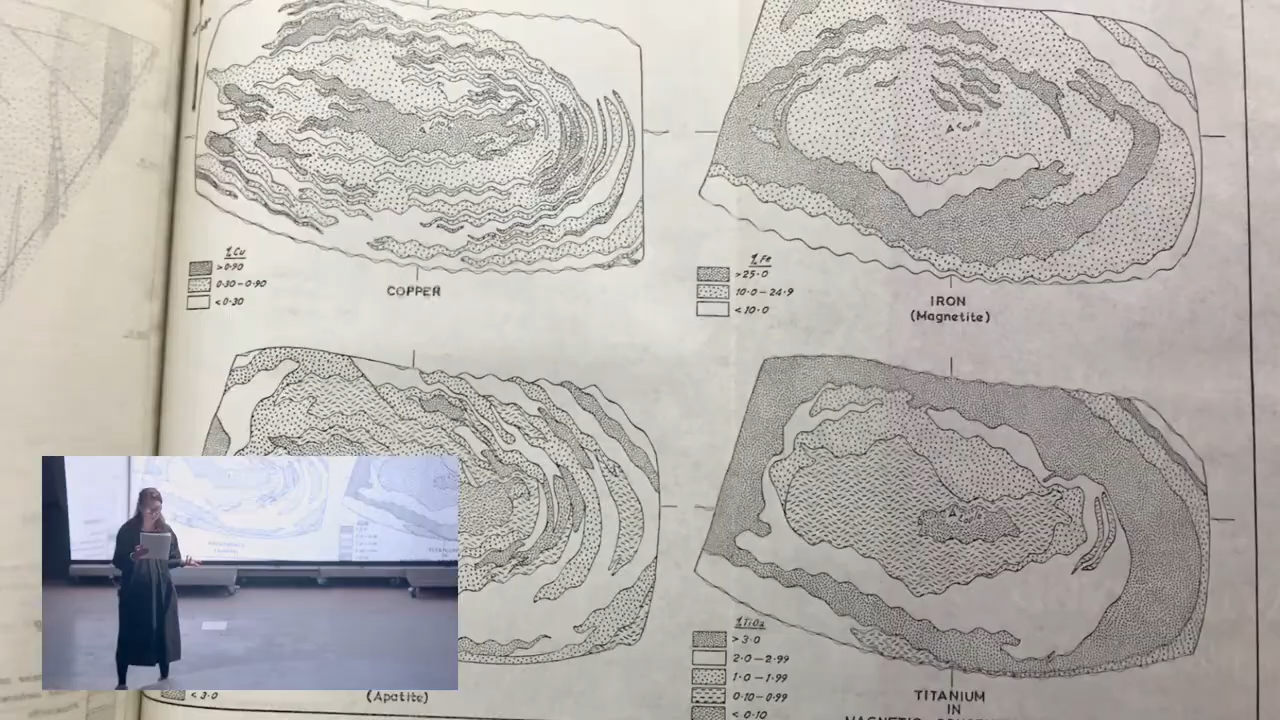 %Cu
>0·90
0·30-0·90
<0·30
COPPER
%Fe
>25·0
10·0-24·9
<10·0
IRON
(Magnetite)
<3·0
(Apatite)
%TiO2
>3·0
2·0-2·99
1·0-1·99
0·10-0·99
<0·10
TITANIUM
IN